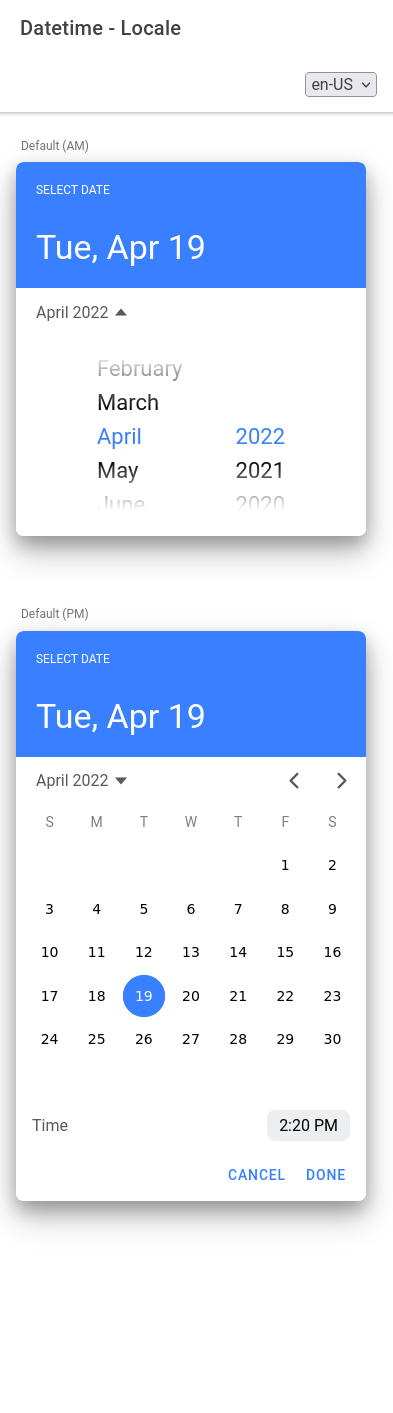 Datetime - Locale
en-US
Default (AM)
SELECT DATE
Tue, Apr 19
April 2022
February
March
April 2022
May 2021
June 2020
Default (PM)
SELECT DATE
Tue, Apr 19
April 2022
S M T W T F S
1 2
3 4 5 6 7 8 9
10 11 12 13 14 15 16
17 18 19 20 21 22 23
24 25 26 27 28 29 30
Time 2:20 PM
CANCEL DONE